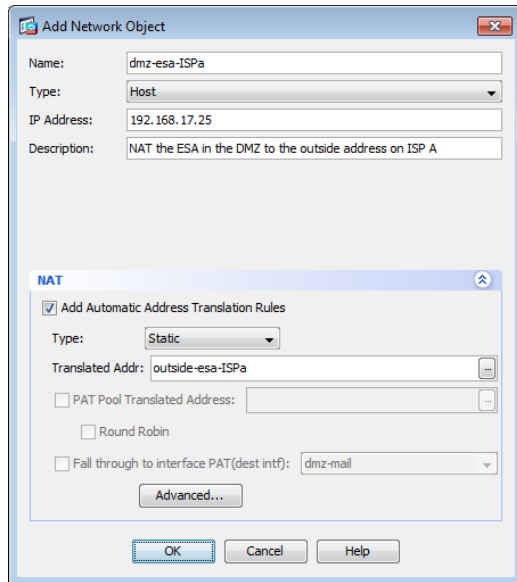 Add Network Object
Name: dmz-esa-ISPa
Type: Host
IP Address: 192.168.17.25
Description: NAT the ESA in the DMZ to the outside address on ISP A
NAT
Add Automatic Address Translation Rules
Type: Static
Translated Addr: outside-esa-ISPa ...
PAT Pool Translated Address: ...
Round Robin
Fall through to interface PAT(dest intf): dmz-mail
Advanced...
OK Cancel Help